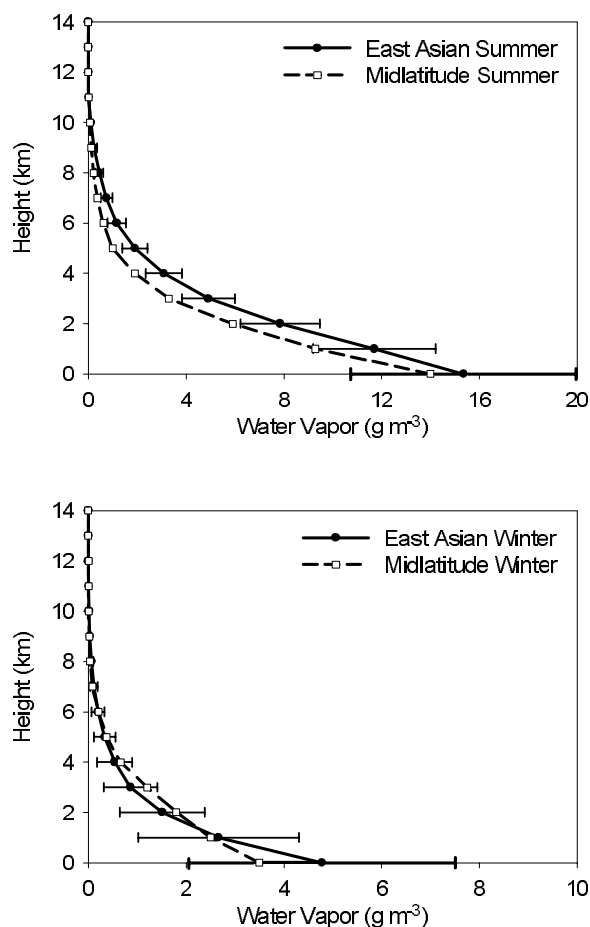 14
East Asian Summer
12
Midlatitude Summer
10
8
6
4
2
0
Height (km)
0 4 8 12 16 20
Water Vapor (g m-3)
14
East Asian Winter
12
Midlatitude Winter
10
8
6
4
2
0
Height (km)
0 2 4 6 8 10
Water Vapor (g m-3)